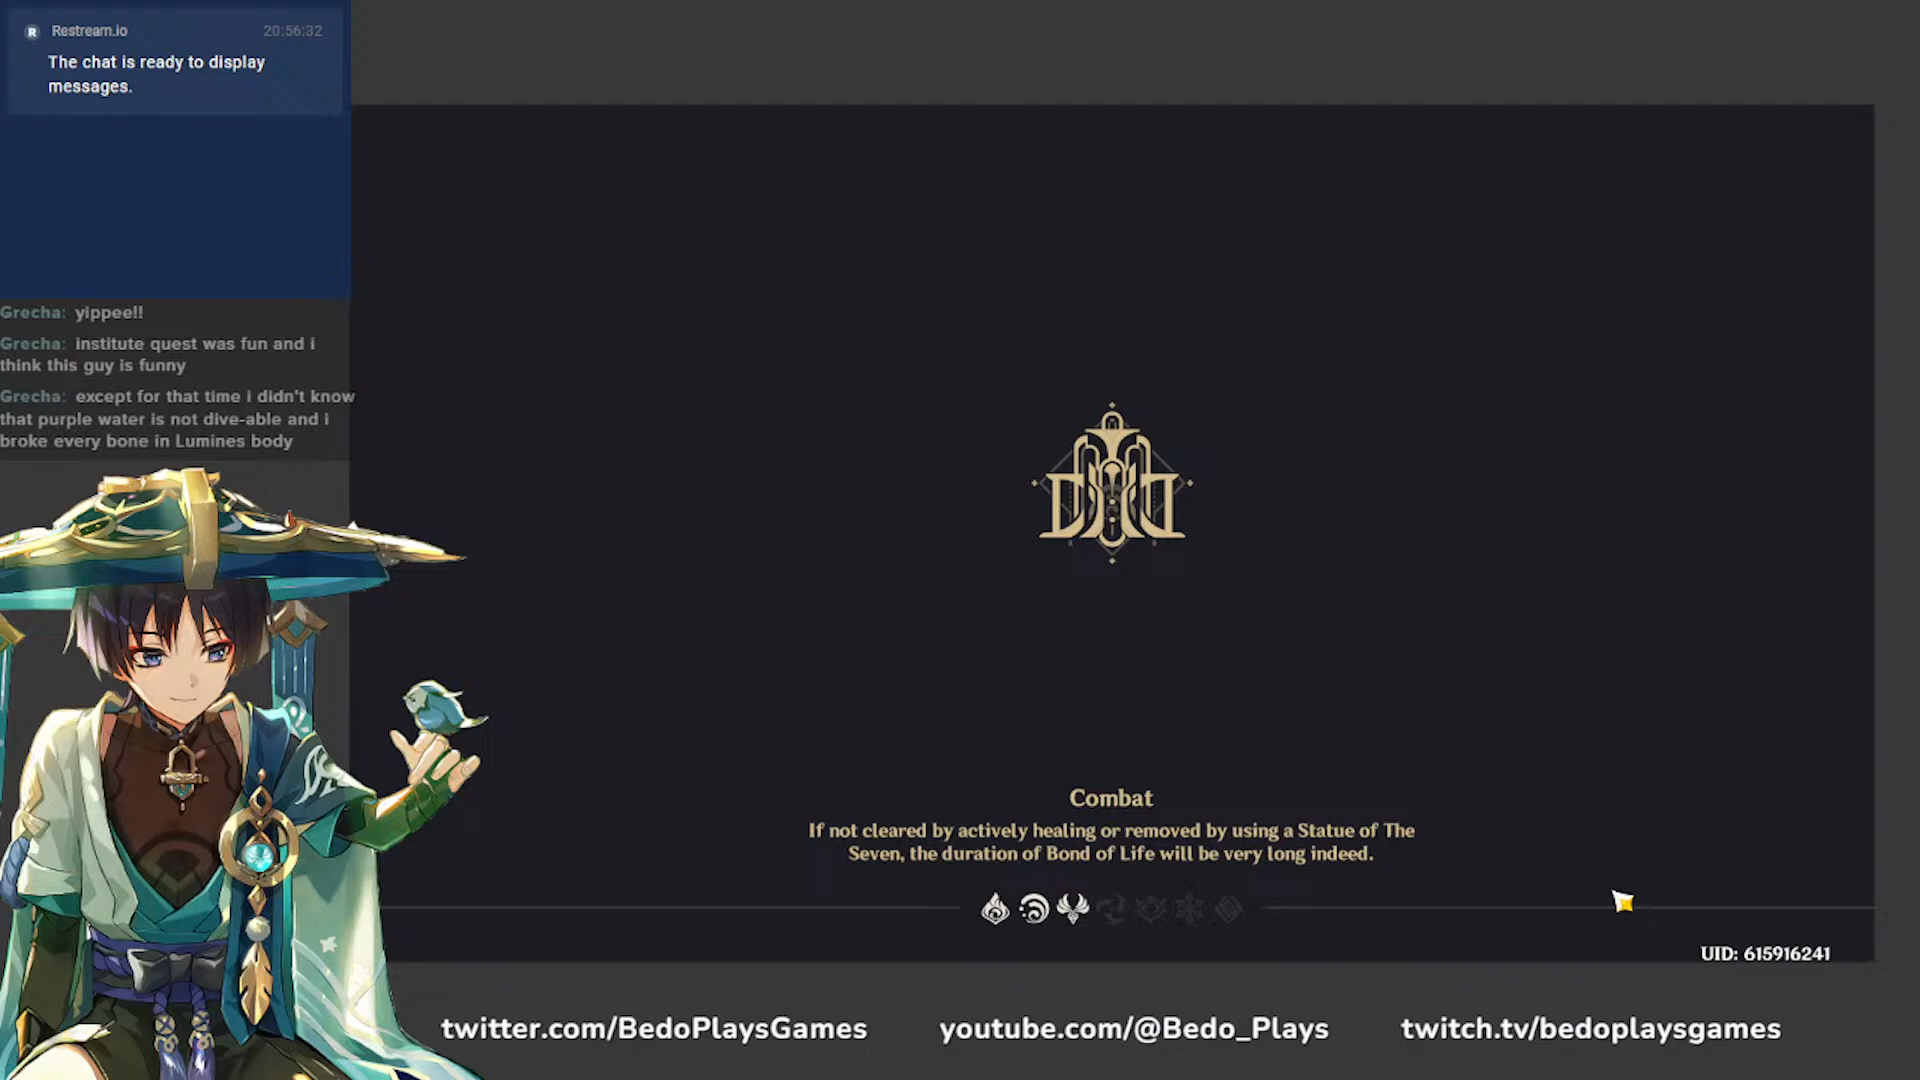 R Restream.io 20:56:32
The chat is ready to display
messages.
Grecha: yippee!!
Grecha: institute quest was fun and i
think this guy is funny
Grecha: except for that time i didn't know
that purple water is not dive-able and i
broke every bone in Lumines body
Combat
If not cleared by actively healing or removed by using a Statue of The
Seven, the duration of Bond of Life will be very long indeed.
UID: 615916241
twitter.com/BedoPlaysGames youtube.com/@Bedo_Plays twitch.tv/bedoplaysgames